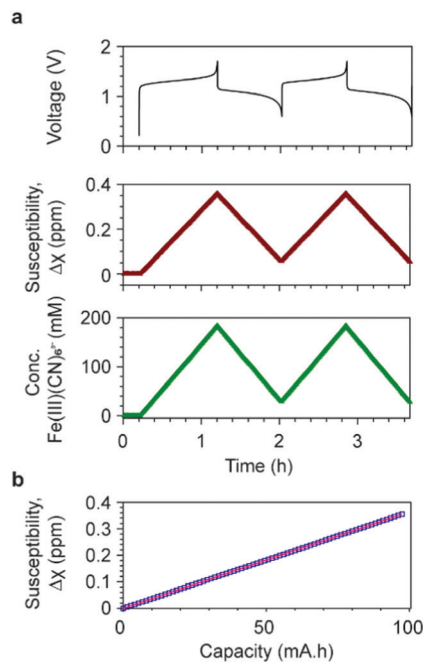 a
2
1
0
Voltage (V)
0.4
0.2
0
Susceptibility,
Δχ (ppm)
200
100
0
Conc.
Fe(III)(CN)₆³⁻ (mM)
0 1 2 3
Time (h)
b
0.4
0.3
0.2
0.1
0
Susceptibility,
Δχ (ppm)
0 50 100
Capacity (mA.h)